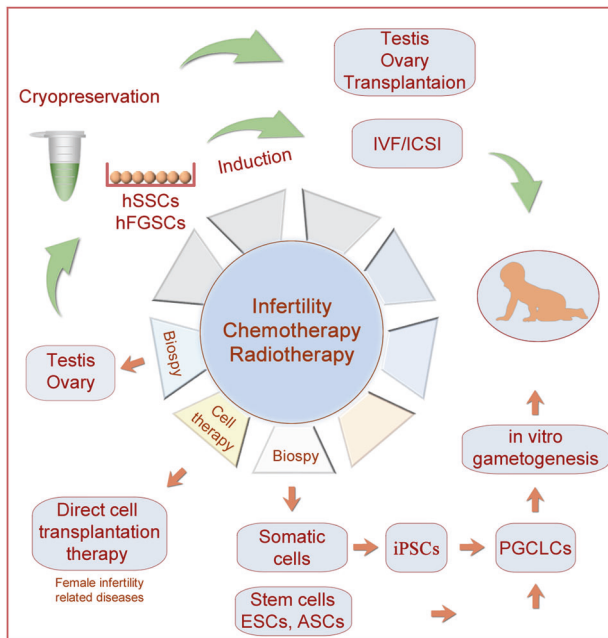 Testis
Ovary
Transplantaion
Cryopreservation
IVF/ICSI
Induction
hSSCs
hFGSCs
Infertility
Chemotherapy
Radiotherapy
Biospy
Testis
Ovary
Cell
therapy
Biospy
in vitro
gametogenesis
Direct cell
transplantation
therapy
Somatic
cells
iPSCs
PGCLCs
Female infertility
related diseases
Stem cells
ESCs, ASCs